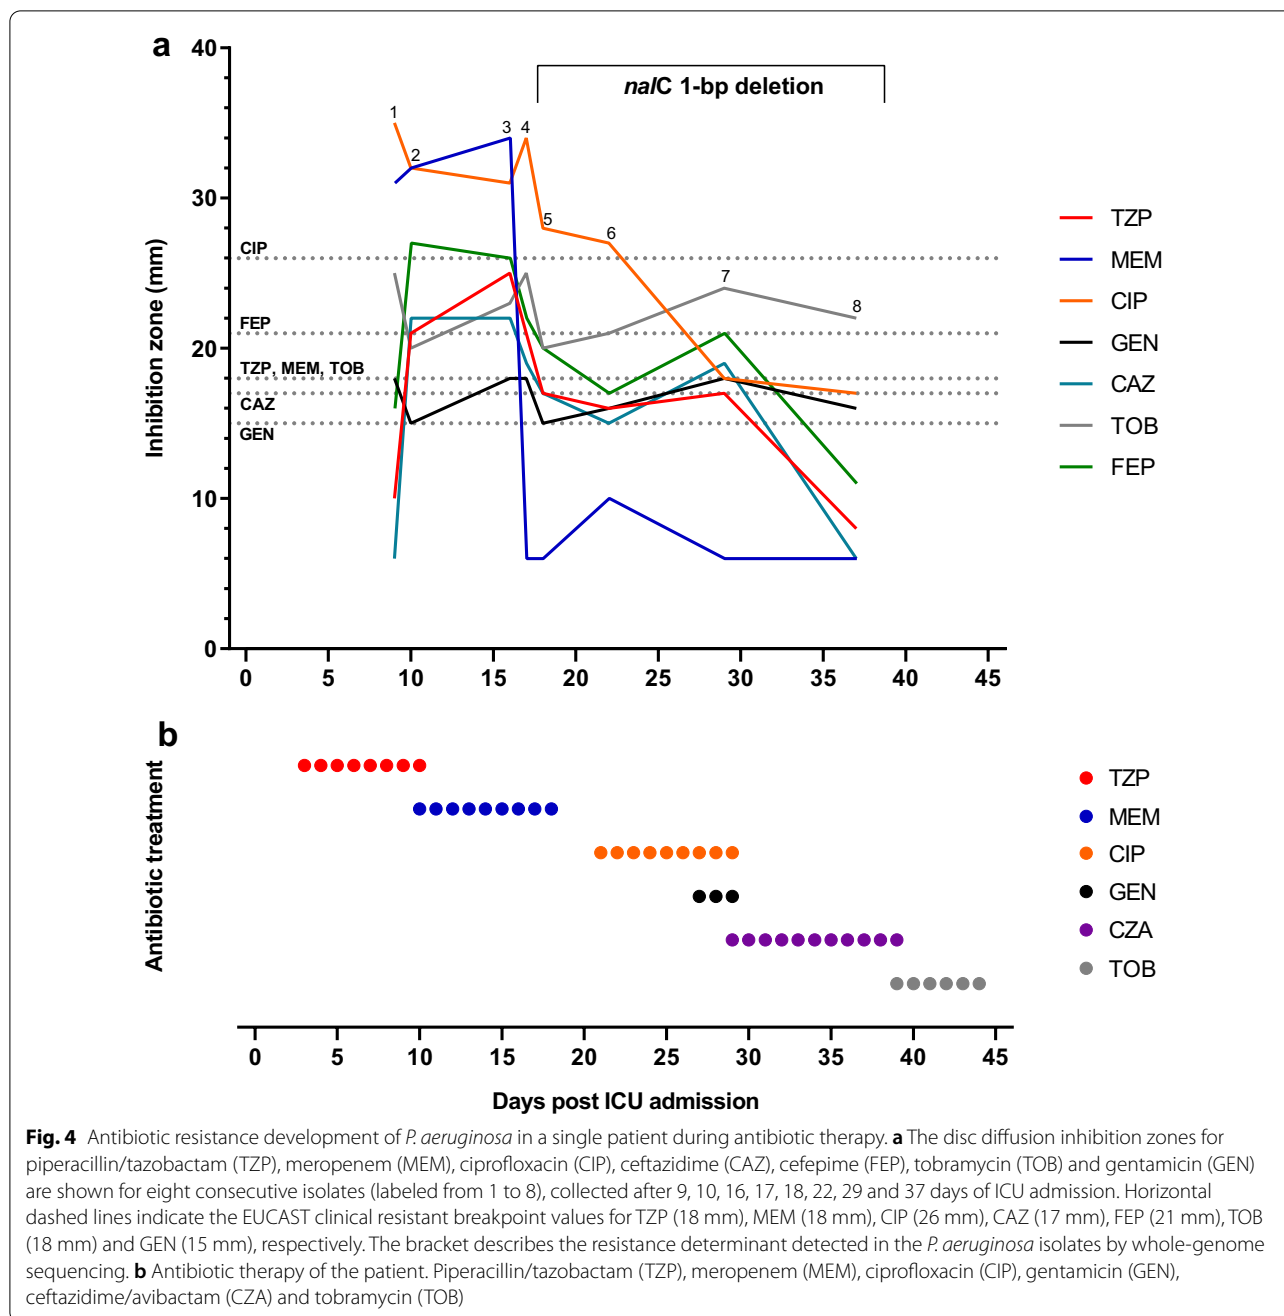 a
40
30
20
10
0
Inhibition zone (mm)
nalC 1-bp deletion
1
2
3
4
5
6
7
8
CIP
FEP
TZP, MEM, TOB
CAZ
GEN
0 5 10 15 20 25 30 35 40 45
TZP
MEM
CIP
GEN
CAZ
TOB
FEP
b
Antibiotic treatment
TZP
MEM
CIP
GEN
CZA
TOB
0 5 10 15 20 25 30 35 40 45
Days post ICU admission
Fig. 4 Antibiotic resistance development of P. aeruginosa in a single patient during antibiotic therapy. a The disc diffusion inhibition zones for
piperacillin/tazobactam (TZP), meropenem (MEM), ciprofloxacin (CIP), ceftazidime (CAZ), cefepime (FEP), tobramycin (TOB) and gentamicin (GEN)
are shown for eight consecutive isolates (labeled from 1 to 8), collected after 9, 10, 16, 17, 18, 22, 29 and 37 days of ICU admission. Horizontal
dashed lines indicate the EUCAST clinical resistant breakpoint values for TZP (18 mm), MEM (18 mm), CIP (26 mm), CAZ (17 mm), FEP (21 mm), TOB
(18 mm) and GEN (15 mm), respectively. The bracket describes the resistance determinant detected in the P. aeruginosa isolates by whole-genome
sequencing. b Antibiotic therapy of the patient. Piperacillin/tazobactam (TZP), meropenem (MEM), ciprofloxacin (CIP), gentamicin (GEN),
ceftazidime/avibactam (CZA) and tobramycin (TOB)